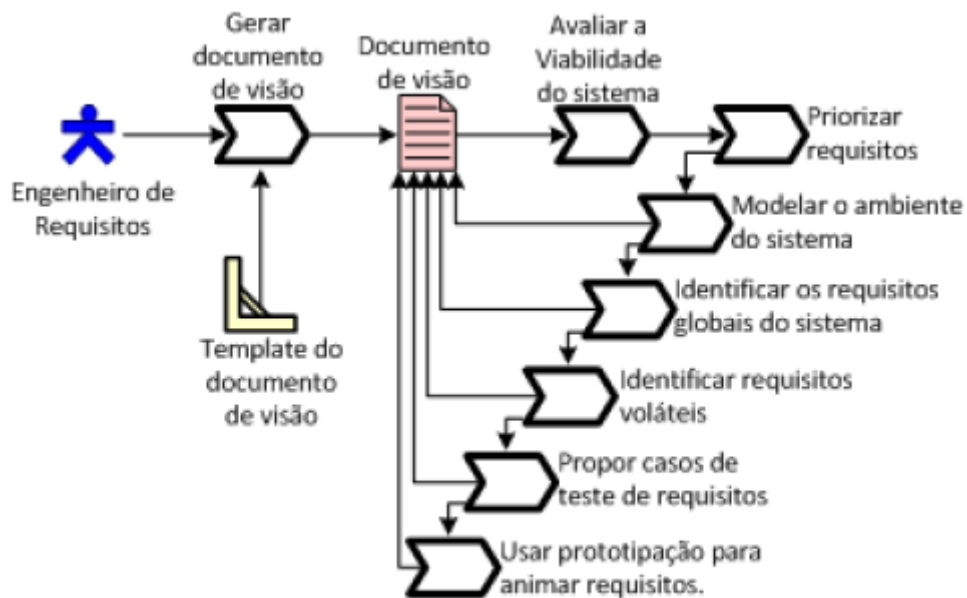 Gerar
documento
de visão
Documento
de visão
Avaliar a
Viabilidade
do sistema
Priorizar
requisitos
Engenheiro de
Requisitos
Modelar o ambiente
do sistema
Template do
documento
de visão
Identificar os requisitos
globais do sistema
Identificar requisitos
voláteis
Propor casos de
teste de requisitos
Usar prototipação para
animar requisitos.